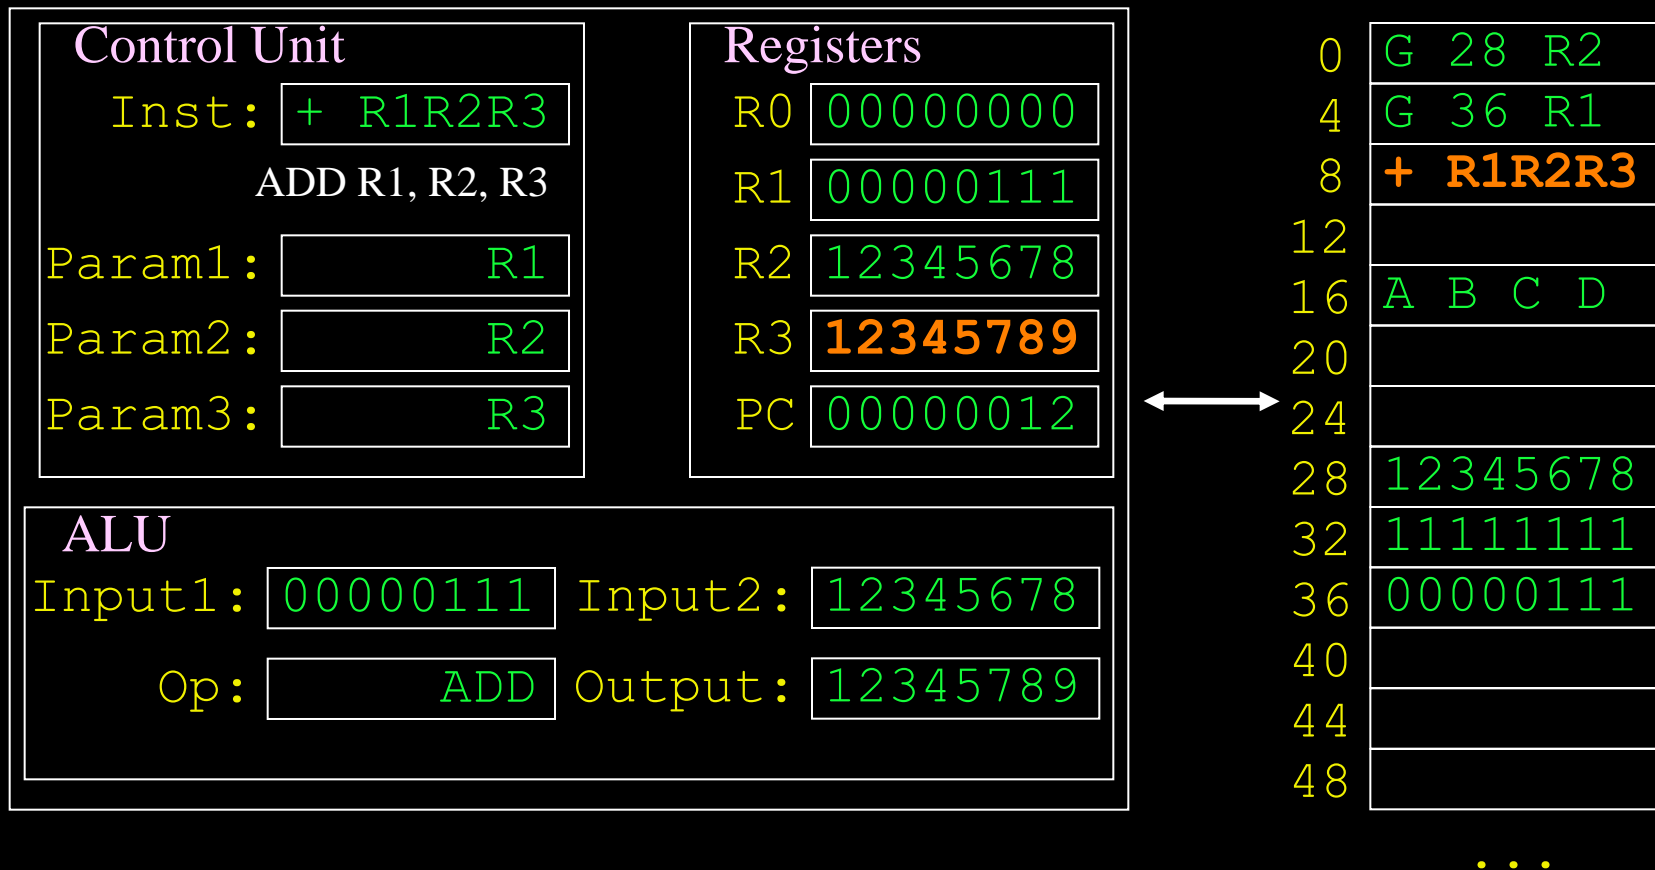 Control Unit
Inst: + R1R2R3
ADD R1, R2, R3
Param1: R1
Param2: R2
Param3: R3
Registers
R0 00000000
R1 00000111
R2 12345678
R3 12345789
PC 00000012
ALU
Input1: 00000111 Input2: 12345678
Op: ADD Output: 12345789
0 G 28 R2
4 G 36 R1
8 + R1R2R3
12
16 A B C D
20
24
28 12345678
32 11111111
36 00000111
40
44
48
...